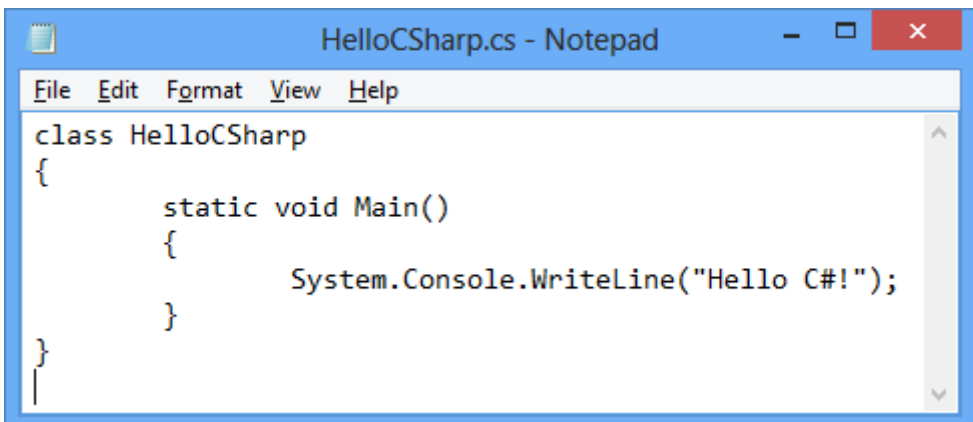 HelloCSharp.cs - Notepad
File Edit Format View Help
class HelloCSharp
{
        static void Main()
        {
                System.Console.WriteLine("Hello C#!");
        }
}